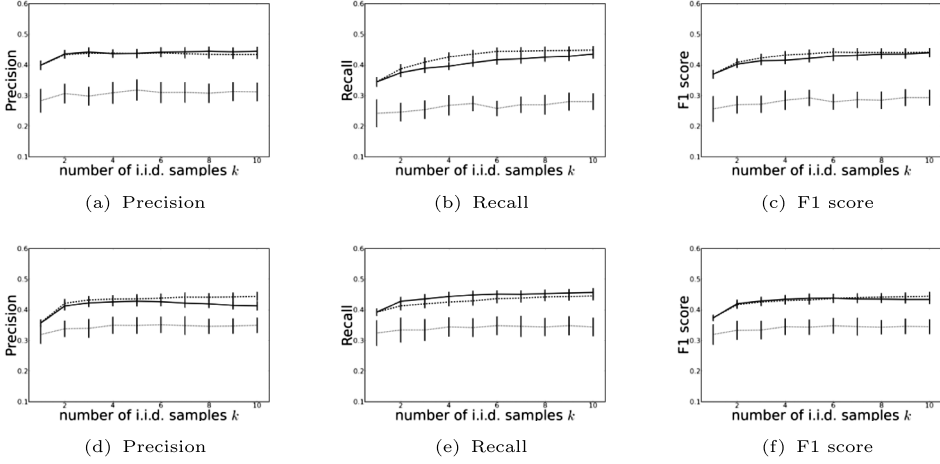 0.6 0.6 0.6
0.5 0.5 0.5
0.4 0.4 0.4
0.3 0.3 0.3
0.2 0.2 0.2
0.1 0.1 0.1
Precision Recall F1 score
2 4 6 8 10 2 4 6 8 10 2 4 6 8 10
number of i.i.d. samples k number of i.i.d. samples k number of i.i.d. samples k
(a) Precision (b) Recall (c) F1 score
0.6 0.6 0.6
0.5 0.5 0.5
0.4 0.4 0.4
0.3 0.3 0.3
0.2 0.2 0.2
0.1 0.1 0.1
Precision Recall F1 score
2 4 6 8 10 2 4 6 8 10 2 4 6 8 10
number of i.i.d. samples k number of i.i.d. samples k number of i.i.d. samples k
(d) Precision (e) Recall (f) F1 score